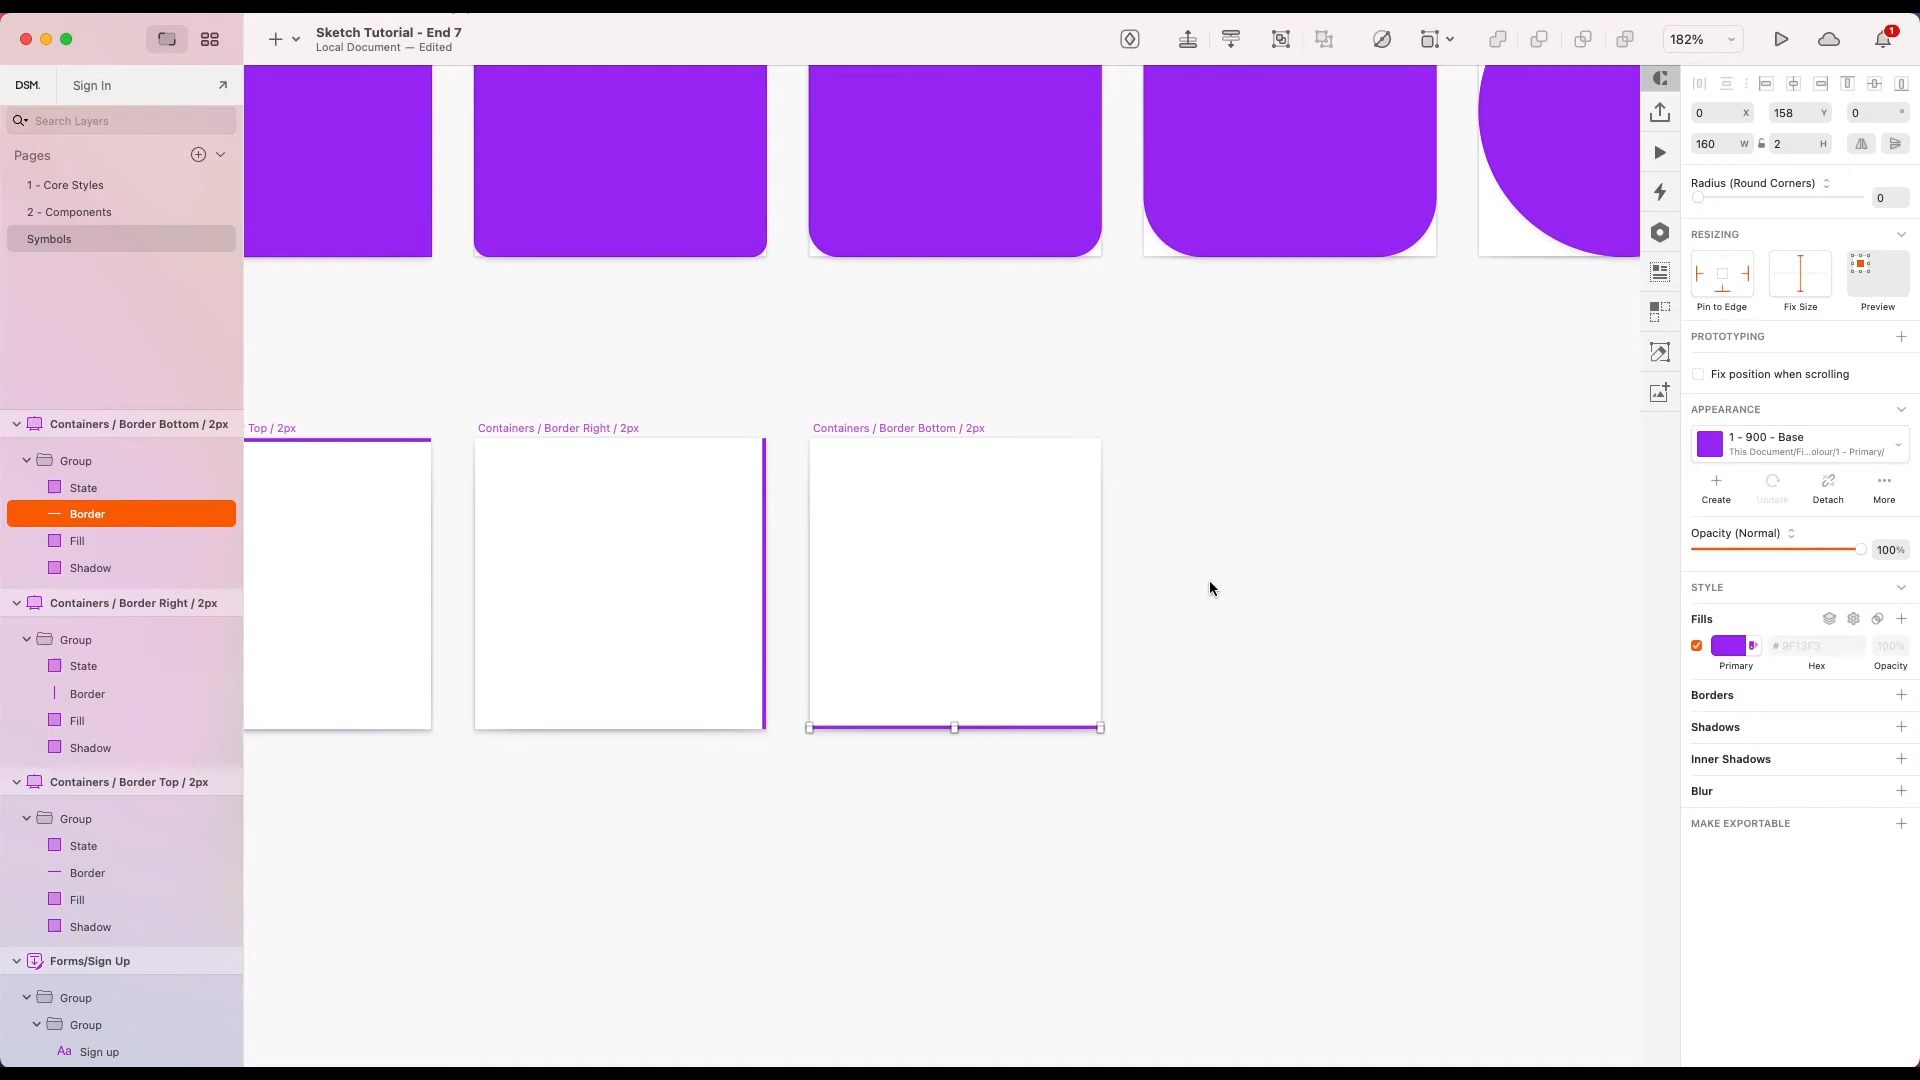 Sketch Tutorial - End 7
Local Document — Edited
182%
1
DSM.
Sign In
Search Layers
Pages
1 - Core Styles
2 - Components
Symbols
Containers / Border Bottom / 2px
Group
State
Border
Fill
Shadow
Containers / Border Right / 2px
Group
State
Border
Fill
Shadow
Containers / Border Top / 2px
Group
State
Border
Fill
Shadow
Forms/Sign Up
Group
Group
Aa Sign up
Top / 2px
Containers / Border Right / 2px
Containers / Border Bottom / 2px
0 X 158 Y 0 °
160 W 2 H
Radius (Round Corners)
0
RESIZING
Pin to Edge Fix Size Preview
PROTOTYPING
Fix position when scrolling
APPEARANCE
1 - 900 - Base
This Document/Fi...olour/1 - Primary/
Create Update Detach More
Opacity (Normal)
100%
STYLE
Fills
# 9F13F3 100%
Primary Hex Opacity
Borders
Shadows
Inner Shadows
Blur
MAKE EXPORTABLE